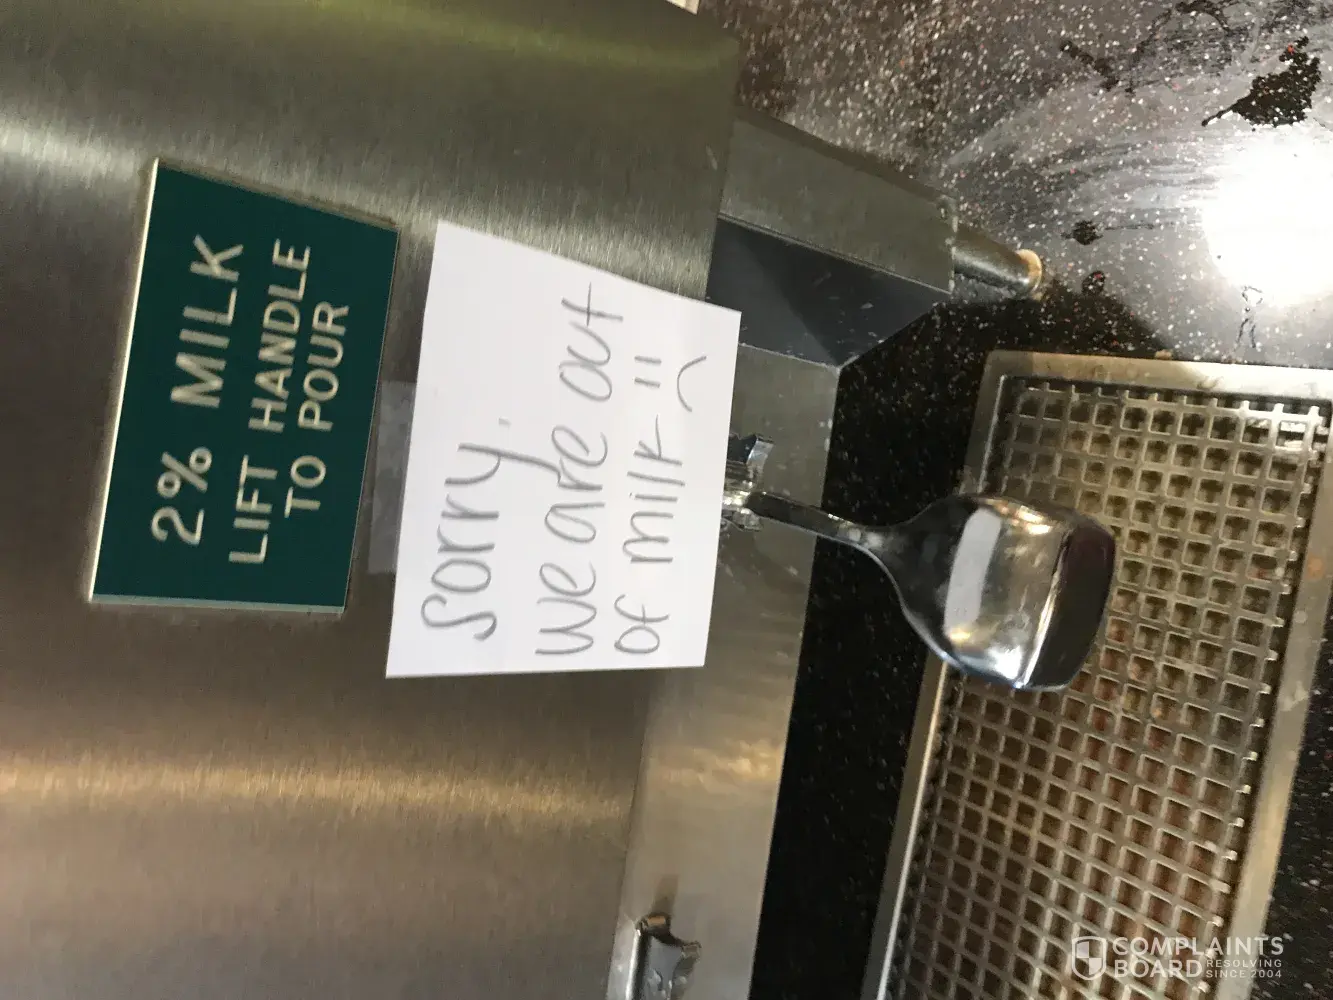 2% MILK
LIFT HANDLE
TO POUR
Sorry.
we are out
of milk :(
COMPLAINTS
BOARD RESOLVING
SINCE 2004